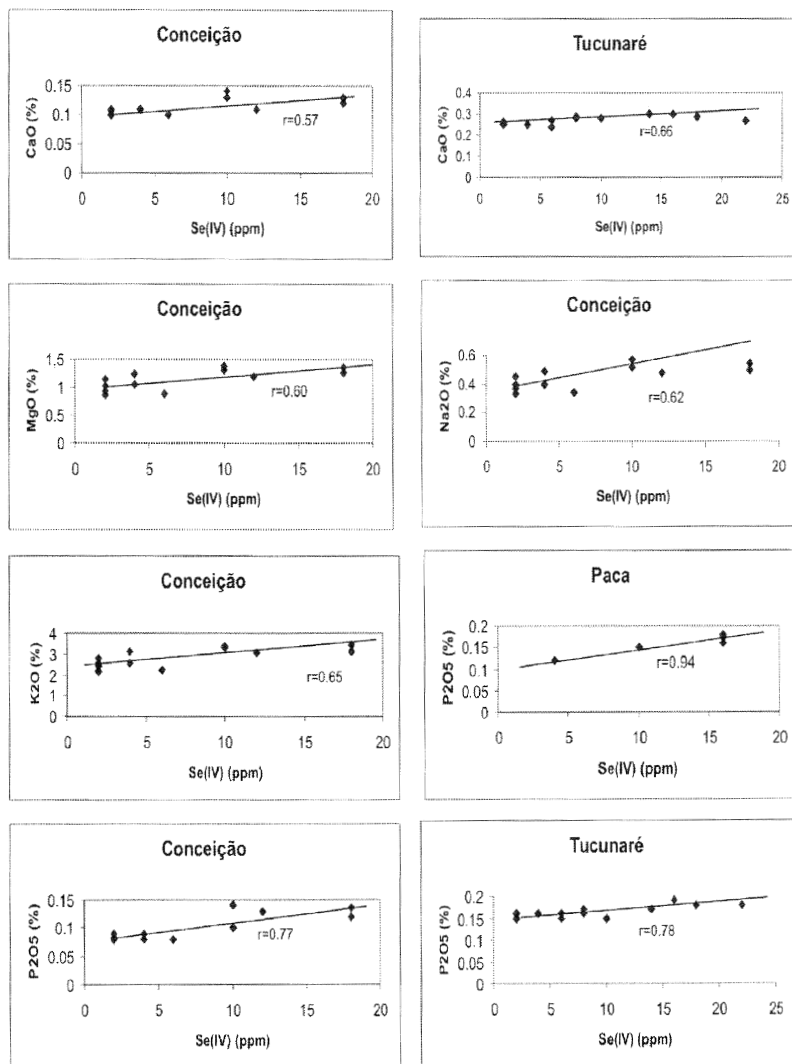 Conceição
0.15
0.1
0.05
0
CaO (%)
r=0.57
0 5 10 15 20
Se(IV) (ppm)
Tucunaré
0.4
0.3
0.2
0.1
0
CaO (%)
r=0.66
0 5 10 15 20 25
Se(IV) (ppm)
Conceição
1.5
1
0.5
0
MgO (%)
r=0.60
0 5 10 15 20
Se(IV) (ppm)
Conceição
0.6
0.4
0.2
0
Na2O (%)
r=0.62
0 5 10 15 20
Se(IV) (ppm)
Conceição
4
3
2
1
0
K2O (%)
r=0.65
0 5 10 15 20
Se(IV) (ppm)
Paca
0.2
0.15
0.1
0.05
0
P2O5 (%)
r=0.94
0 5 10 15 20
Se(IV) (ppm)
Conceição
0.15
0.1
0.05
0
P2O5 (%)
r=0.77
0 5 10 15 20
Se(IV) (ppm)
Tucunaré
0.2
0.15
0.1
0.05
0
P2O5 (%)
r=0.78
0 5 10 15 20 25
Se(IV) (ppm)